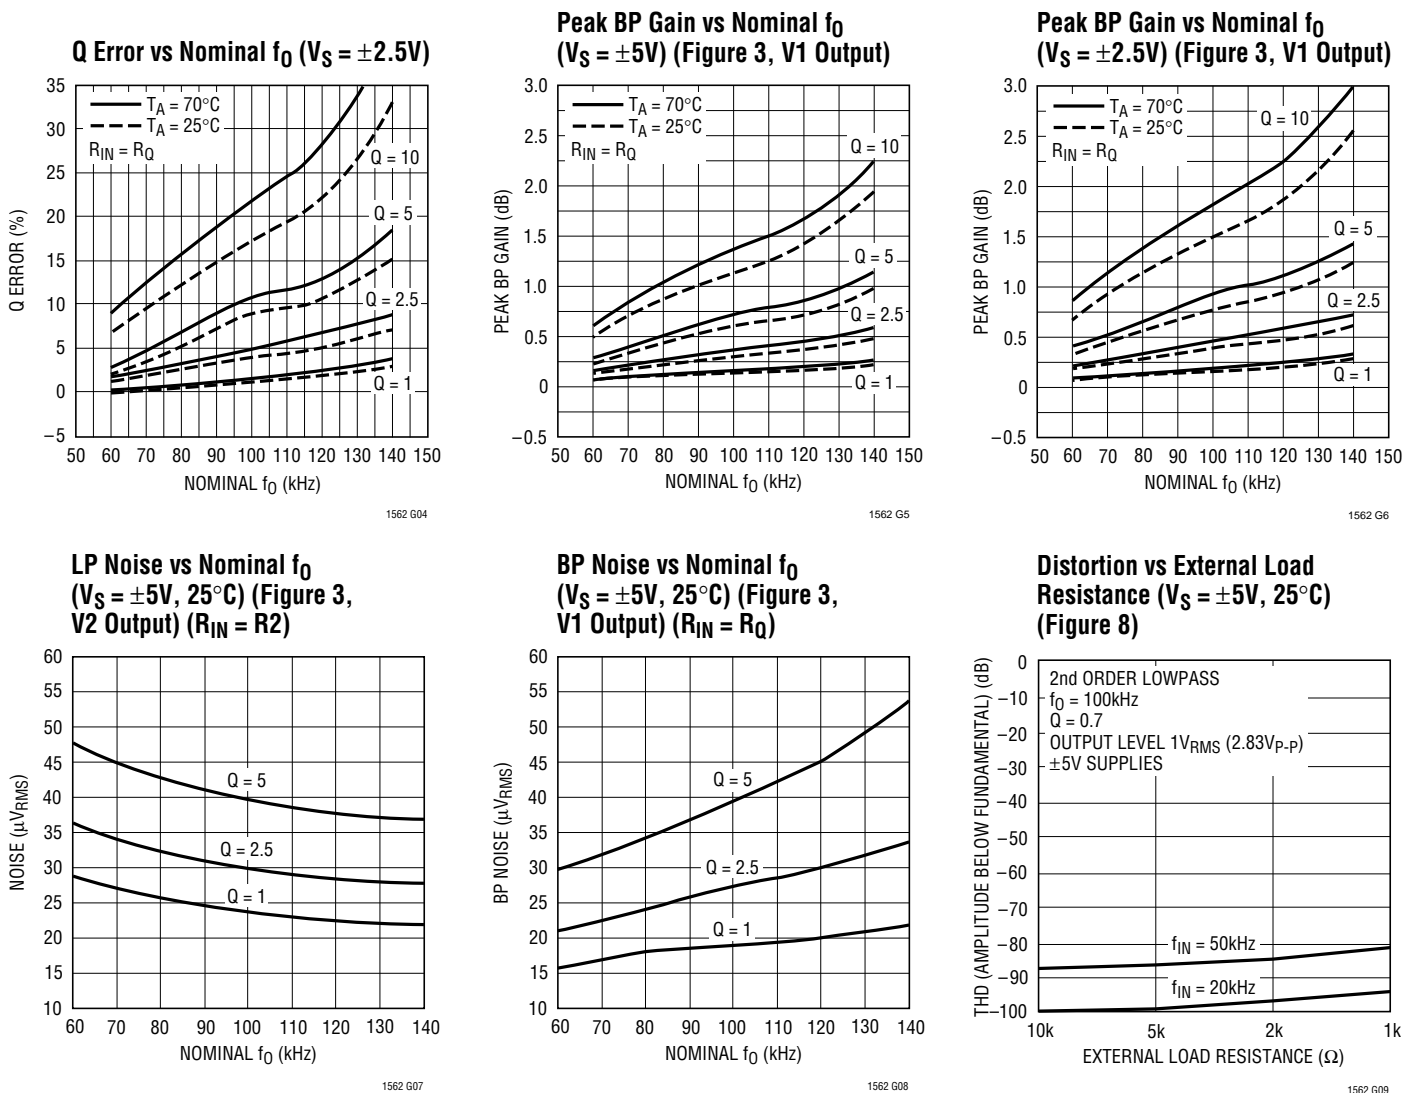 Q Error vs Nominal fO (VS = ±2.5V)
35
30
25
20
15
10
5
0
−5
Q ERROR (%)
TA = 70°C
TA = 25°C
RIN = RQ
Q = 10
Q = 5
Q = 2.5
Q = 1
50 60 70 80 90 100 110 120 130 140 150
NOMINAL fO (kHz)
1562 G04
Peak BP Gain vs Nominal fO
(VS = ±5V) (Figure 3, V1 Output)
3.0
2.5
2.0
1.5
1.0
0.5
0
−0.5
PEAK BP GAIN (dB)
TA = 70°C
TA = 25°C
RIN = RQ
Q = 10
Q = 5
Q = 2.5
Q = 1
50 60 70 80 90 100 110 120 130 140 150
NOMINAL fO (kHz)
1562 G5
Peak BP Gain vs Nominal fO
(VS = ±2.5V) (Figure 3, V1 Output)
3.0
2.5
2.0
1.5
1.0
0.5
0
−0.5
PEAK BP GAIN (dB)
TA = 70°C
TA = 25°C
RIN = RQ
Q = 10
Q = 5
Q = 2.5
Q = 1
50 60 70 80 90 100 110 120 130 140 150
NOMINAL fO (kHz)
1562 G6
LP Noise vs Nominal fO
(VS = ±5V, 25°C) (Figure 3,
V2 Output) (RIN = R2)
60
55
50
45
40
35
30
25
20
15
10
NOISE (µVRMS)
Q = 5
Q = 2.5
Q = 1
60 70 80 90 100 110 120 130 140
NOMINAL fO (kHz)
1562 G07
BP Noise vs Nominal fO
(VS = ±5V, 25°C) (Figure 3,
V1 Output) (RIN = RQ)
60
55
50
45
40
35
30
25
20
15
10
BP NOISE (µVRMS)
Q = 5
Q = 2.5
Q = 1
60 70 80 90 100 110 120 130 140
NOMINAL fO (kHz)
1562 G08
Distortion vs External Load
Resistance (VS = ±5V, 25°C)
(Figure 8)
0
−10
−20
−30
−40
−50
−60
−70
−80
−90
−100
THD (AMPLITUDE BELOW FUNDAMENTAL) (dB)
2nd ORDER LOWPASS
fO = 100kHz
Q = 0.7
OUTPUT LEVEL 1VRMS (2.83VP-P)
±5V SUPPLIES
fIN = 50kHz
fIN = 20kHz
10k 5k 2k 1k
EXTERNAL LOAD RESISTANCE (Ω)
1562 G09